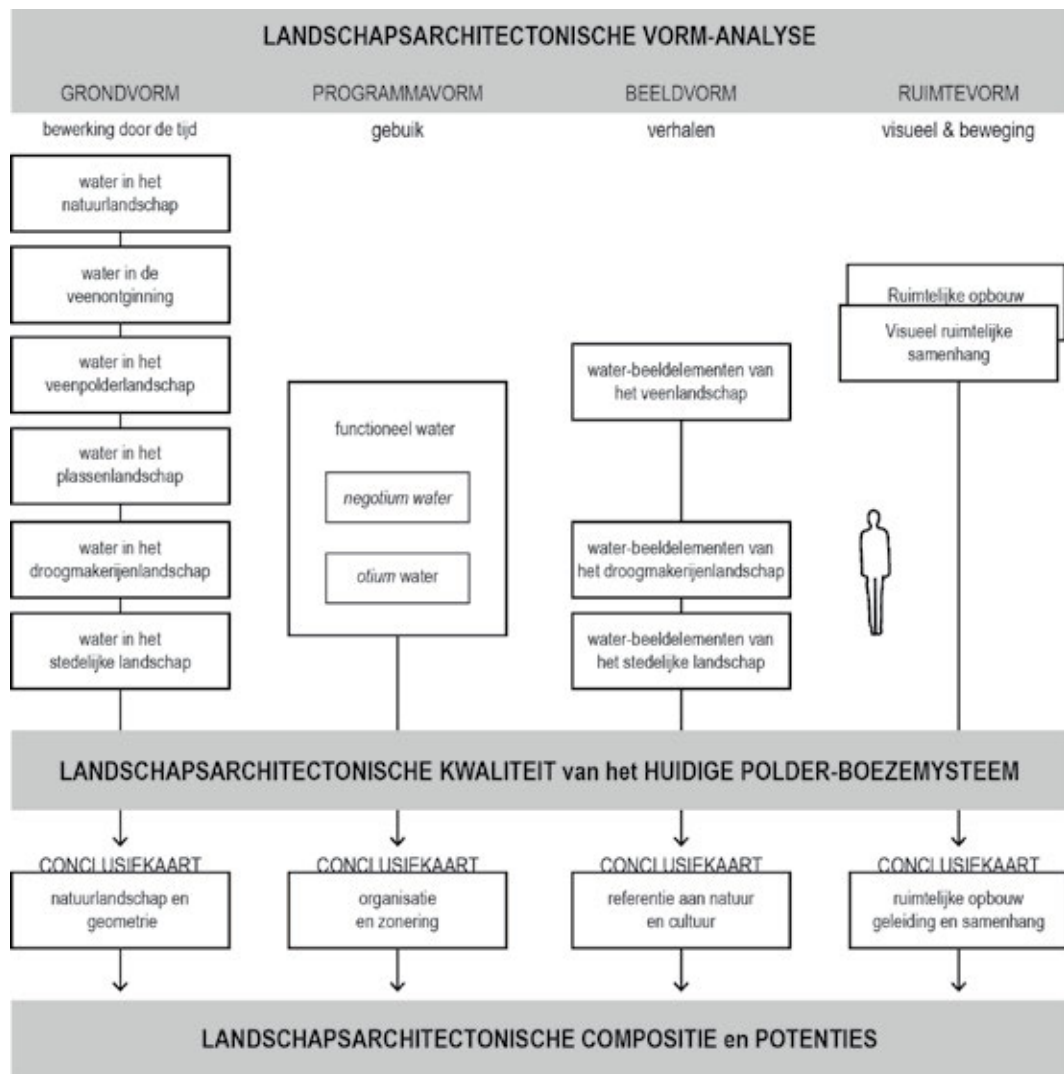 LANDSCHAPSARCHITECTONISCHE VORM-ANALYSE
GRONDVORM
PROGRAMMAVORM
BEELDVORM
RUIMTEVORM
bewerking door de tijd
gebuik
verhalen
visueel & beweging
water in het
natuurlandschap
water in de
veenontginning
water in het
veenpolderlandschap
water in het
plassenlandschap
water in het
droogmakerijenlandschap
water in het
stedelijke landschap
functioneel water
negotium water
otium water
water-beeldelementen van
het veenlandschap
water-beeldelementen van
het droogmakerijenlandschap
water-beeldelementen van
het stedelijke landschap
Ruimtelijke opbouw
Visueel ruimtelijke
samenhang
LANDSCHAPSARCHITECTONISCHE KWALITEIT van het HUIDIGE POLDER-BOEZEMYSTEEM
CONCLUSIEKAART
natuurlandschap en
geometrie
CONCLUSIEKAART
organisatie
en zonering
CONCLUSIEKAART
referentie aan natuur
en cultuur
CONCLUSIEKAART
ruimtelijke opbouw
geleiding en samenhang
LANDSCHAPSARCHITECTONISCHE COMPOSITIE en POTENTIES